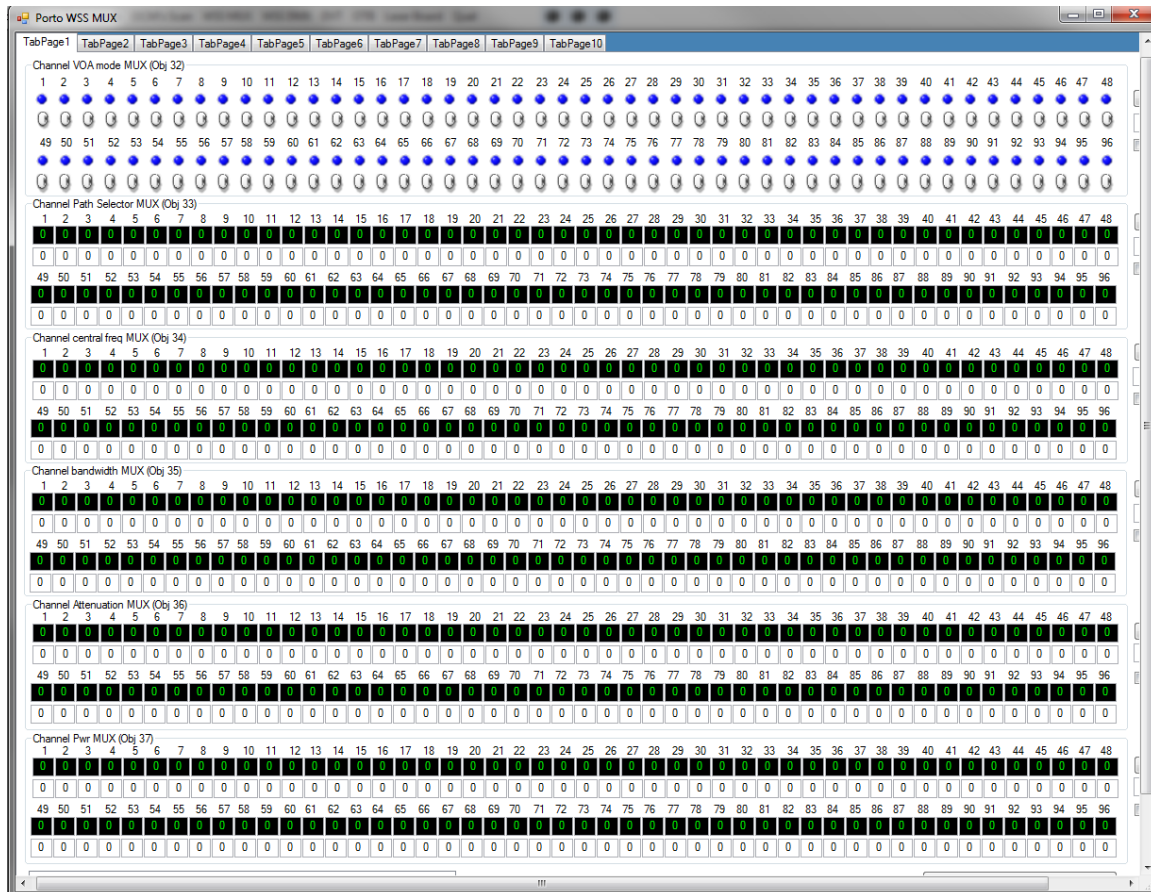 Porto WSS MUX
TabPage1 TabPage2 TabPage3 TabPage4 TabPage5 TabPage6 TabPage7 TabPage8 TabPage9 TabPage10
Channel VOA mode MUX (Obj 32)
1 2 3 4 5 6 7 8 9 10 11 12 13 14 15 16 17 18 19 20 21 22 23 24 25 26 27 28 29 30 31 32 33 34 35 36 37 38 39 40 41 42 43 44 45 46 47 48
49 50 51 52 53 54 55 56 57 58 59 60 61 62 63 64 65 66 67 68 69 70 71 72 73 74 75 76 77 78 79 80 81 82 83 84 85 86 87 88 89 90 91 92 93 94 95 96
Channel Path Selector MUX (Obj 33)
1 2 3 4 5 6 7 8 9 10 11 12 13 14 15 16 17 18 19 20 21 22 23 24 25 26 27 28 29 30 31 32 33 34 35 36 37 38 39 40 41 42 43 44 45 46 47 48
0 0 0 0 0 0 0 0 0 0 0 0 0 0 0 0 0 0 0 0 0 0 0 0 0 0 0 0 0 0 0 0 0 0 0 0 0 0 0 0 0 0 0 0 0 0 0 0
0 0 0 0 0 0 0 0 0 0 0 0 0 0 0 0 0 0 0 0 0 0 0 0 0 0 0 0 0 0 0 0 0 0 0 0 0 0 0 0 0 0 0 0 0 0 0 0
49 50 51 52 53 54 55 56 57 58 59 60 61 62 63 64 65 66 67 68 69 70 71 72 73 74 75 76 77 78 79 80 81 82 83 84 85 86 87 88 89 90 91 92 93 94 95 96
0 0 0 0 0 0 0 0 0 0 0 0 0 0 0 0 0 0 0 0 0 0 0 0 0 0 0 0 0 0 0 0 0 0 0 0 0 0 0 0 0 0 0 0 0 0 0 0
0 0 0 0 0 0 0 0 0 0 0 0 0 0 0 0 0 0 0 0 0 0 0 0 0 0 0 0 0 0 0 0 0 0 0 0 0 0 0 0 0 0 0 0 0 0 0 0
Channel central freq MUX (Obj 34)
1 2 3 4 5 6 7 8 9 10 11 12 13 14 15 16 17 18 19 20 21 22 23 24 25 26 27 28 29 30 31 32 33 34 35 36 37 38 39 40 41 42 43 44 45 46 47 48
0 0 0 0 0 0 0 0 0 0 0 0 0 0 0 0 0 0 0 0 0 0 0 0 0 0 0 0 0 0 0 0 0 0 0 0 0 0 0 0 0 0 0 0 0 0 0 0
0 0 0 0 0 0 0 0 0 0 0 0 0 0 0 0 0 0 0 0 0 0 0 0 0 0 0 0 0 0 0 0 0 0 0 0 0 0 0 0 0 0 0 0 0 0 0 0
49 50 51 52 53 54 55 56 57 58 59 60 61 62 63 64 65 66 67 68 69 70 71 72 73 74 75 76 77 78 79 80 81 82 83 84 85 86 87 88 89 90 91 92 93 94 95 96
0 0 0 0 0 0 0 0 0 0 0 0 0 0 0 0 0 0 0 0 0 0 0 0 0 0 0 0 0 0 0 0 0 0 0 0 0 0 0 0 0 0 0 0 0 0 0 0
0 0 0 0 0 0 0 0 0 0 0 0 0 0 0 0 0 0 0 0 0 0 0 0 0 0 0 0 0 0 0 0 0 0 0 0 0 0 0 0 0 0 0 0 0 0 0 0
Channel bandwidth MUX (Obj 35)
1 2 3 4 5 6 7 8 9 10 11 12 13 14 15 16 17 18 19 20 21 22 23 24 25 26 27 28 29 30 31 32 33 34 35 36 37 38 39 40 41 42 43 44 45 46 47 48
0 0 0 0 0 0 0 0 0 0 0 0 0 0 0 0 0 0 0 0 0 0 0 0 0 0 0 0 0 0 0 0 0 0 0 0 0 0 0 0 0 0 0 0 0 0 0 0
0 0 0 0 0 0 0 0 0 0 0 0 0 0 0 0 0 0 0 0 0 0 0 0 0 0 0 0 0 0 0 0 0 0 0 0 0 0 0 0 0 0 0 0 0 0 0 0
49 50 51 52 53 54 55 56 57 58 59 60 61 62 63 64 65 66 67 68 69 70 71 72 73 74 75 76 77 78 79 80 81 82 83 84 85 86 87 88 89 90 91 92 93 94 95 96
0 0 0 0 0 0 0 0 0 0 0 0 0 0 0 0 0 0 0 0 0 0 0 0 0 0 0 0 0 0 0 0 0 0 0 0 0 0 0 0 0 0 0 0 0 0 0 0
0 0 0 0 0 0 0 0 0 0 0 0 0 0 0 0 0 0 0 0 0 0 0 0 0 0 0 0 0 0 0 0 0 0 0 0 0 0 0 0 0 0 0 0 0 0 0 0
Channel Attenuation MUX (Obj 36)
1 2 3 4 5 6 7 8 9 10 11 12 13 14 15 16 17 18 19 20 21 22 23 24 25 26 27 28 29 30 31 32 33 34 35 36 37 38 39 40 41 42 43 44 45 46 47 48
0 0 0 0 0 0 0 0 0 0 0 0 0 0 0 0 0 0 0 0 0 0 0 0 0 0 0 0 0 0 0 0 0 0 0 0 0 0 0 0 0 0 0 0 0 0 0 0
0 0 0 0 0 0 0 0 0 0 0 0 0 0 0 0 0 0 0 0 0 0 0 0 0 0 0 0 0 0 0 0 0 0 0 0 0 0 0 0 0 0 0 0 0 0 0 0
49 50 51 52 53 54 55 56 57 58 59 60 61 62 63 64 65 66 67 68 69 70 71 72 73 74 75 76 77 78 79 80 81 82 83 84 85 86 87 88 89 90 91 92 93 94 95 96
0 0 0 0 0 0 0 0 0 0 0 0 0 0 0 0 0 0 0 0 0 0 0 0 0 0 0 0 0 0 0 0 0 0 0 0 0 0 0 0 0 0 0 0 0 0 0 0
0 0 0 0 0 0 0 0 0 0 0 0 0 0 0 0 0 0 0 0 0 0 0 0 0 0 0 0 0 0 0 0 0 0 0 0 0 0 0 0 0 0 0 0 0 0 0 0
Channel Pwr MUX (Obj 37)
1 2 3 4 5 6 7 8 9 10 11 12 13 14 15 16 17 18 19 20 21 22 23 24 25 26 27 28 29 30 31 32 33 34 35 36 37 38 39 40 41 42 43 44 45 46 47 48
0 0 0 0 0 0 0 0 0 0 0 0 0 0 0 0 0 0 0 0 0 0 0 0 0 0 0 0 0 0 0 0 0 0 0 0 0 0 0 0 0 0 0 0 0 0 0 0
0 0 0 0 0 0 0 0 0 0 0 0 0 0 0 0 0 0 0 0 0 0 0 0 0 0 0 0 0 0 0 0 0 0 0 0 0 0 0 0 0 0 0 0 0 0 0 0
49 50 51 52 53 54 55 56 57 58 59 60 61 62 63 64 65 66 67 68 69 70 71 72 73 74 75 76 77 78 79 80 81 82 83 84 85 86 87 88 89 90 91 92 93 94 95 96
0 0 0 0 0 0 0 0 0 0 0 0 0 0 0 0 0 0 0 0 0 0 0 0 0 0 0 0 0 0 0 0 0 0 0 0 0 0 0 0 0 0 0 0 0 0 0 0
0 0 0 0 0 0 0 0 0 0 0 0 0 0 0 0 0 0 0 0 0 0 0 0 0 0 0 0 0 0 0 0 0 0 0 0 0 0 0 0 0 0 0 0 0 0 0 0